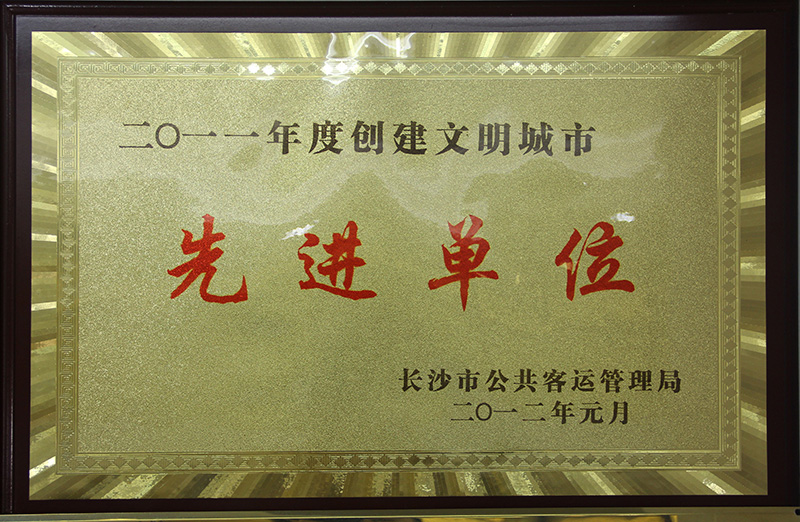 二〇一一年度创建文明城市
先进单位
长沙市公共客运管理局
二〇一二年元月